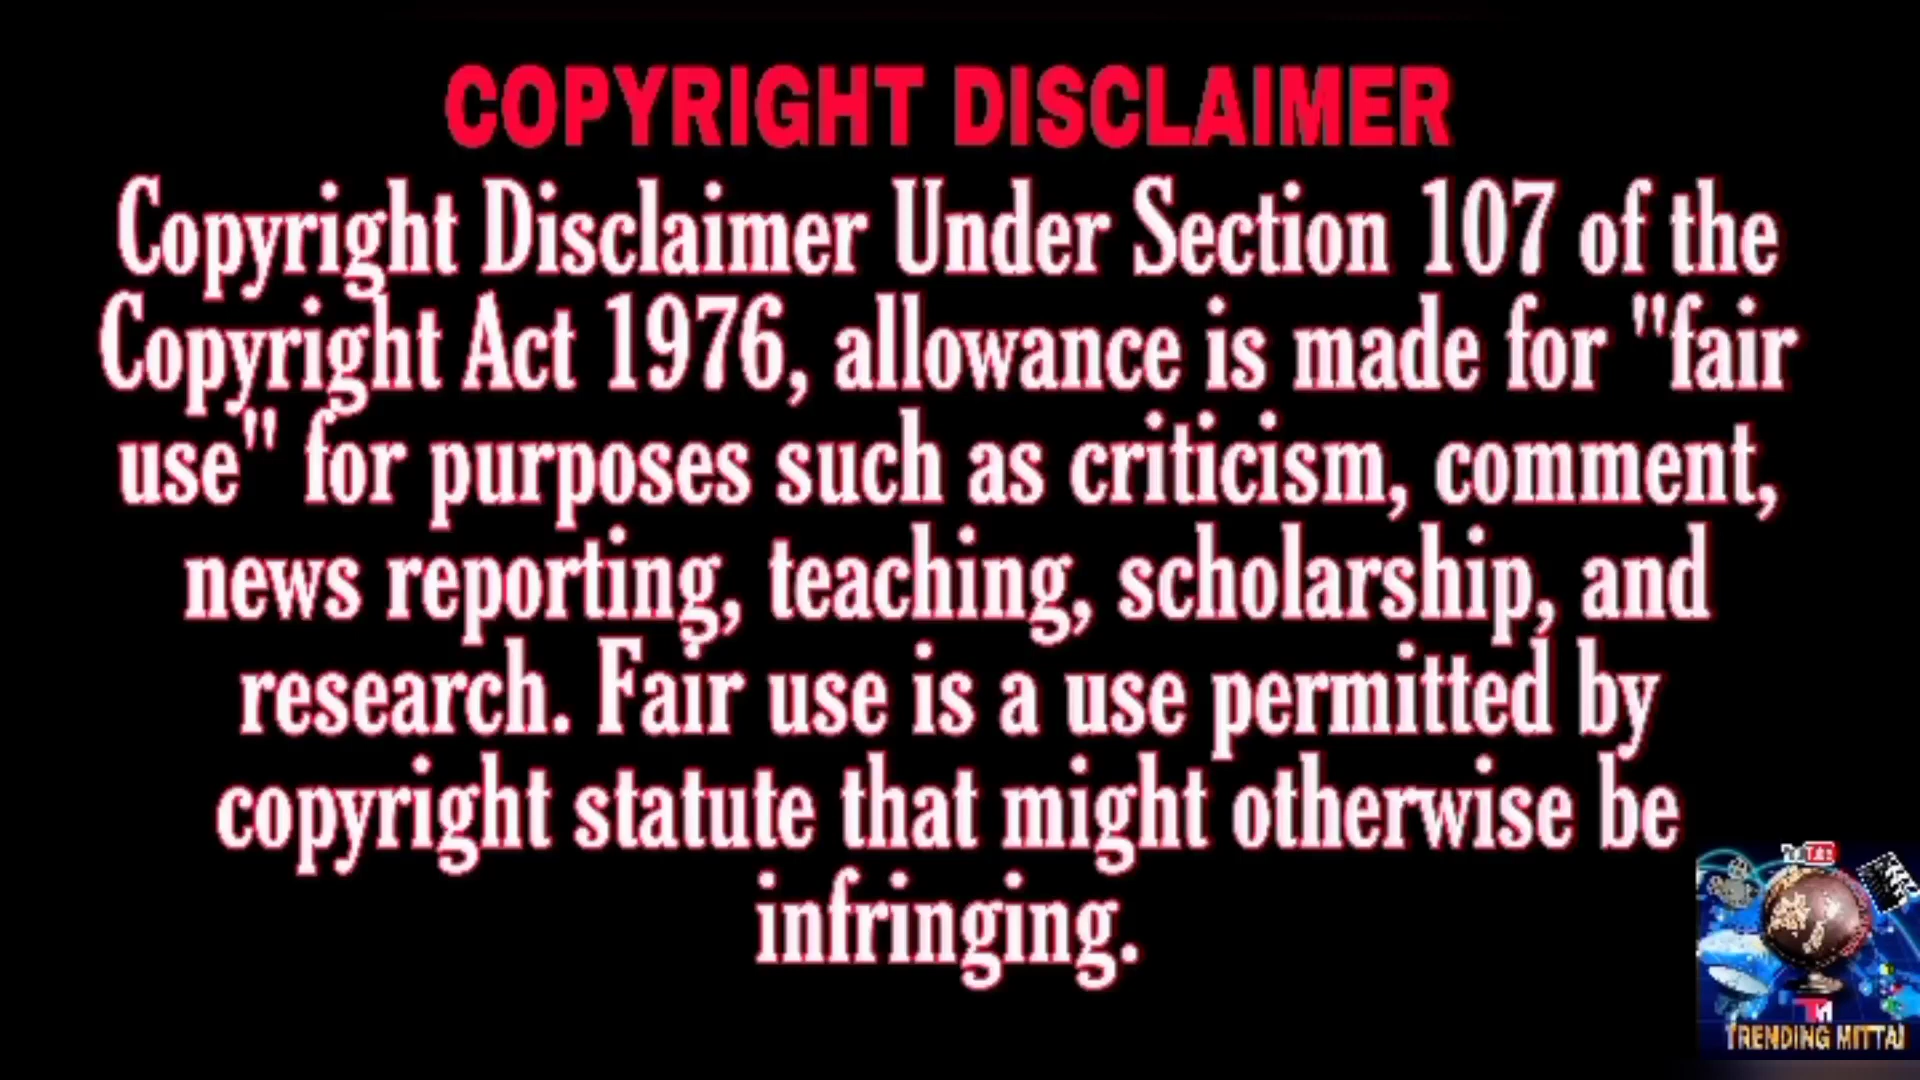 COPYRIGHT DISCLAIMER
Copyright Disclaimer Under Section 107 of the
Copyright Act 1976, allowance is made for "fair
use" for purposes such as criticism, comment,
news reporting, teaching, scholarship, and
research. Fair use is a use permitted by
copyright statute that might otherwise be
infringing.
YouTube
TM
TRENDING MITTAI